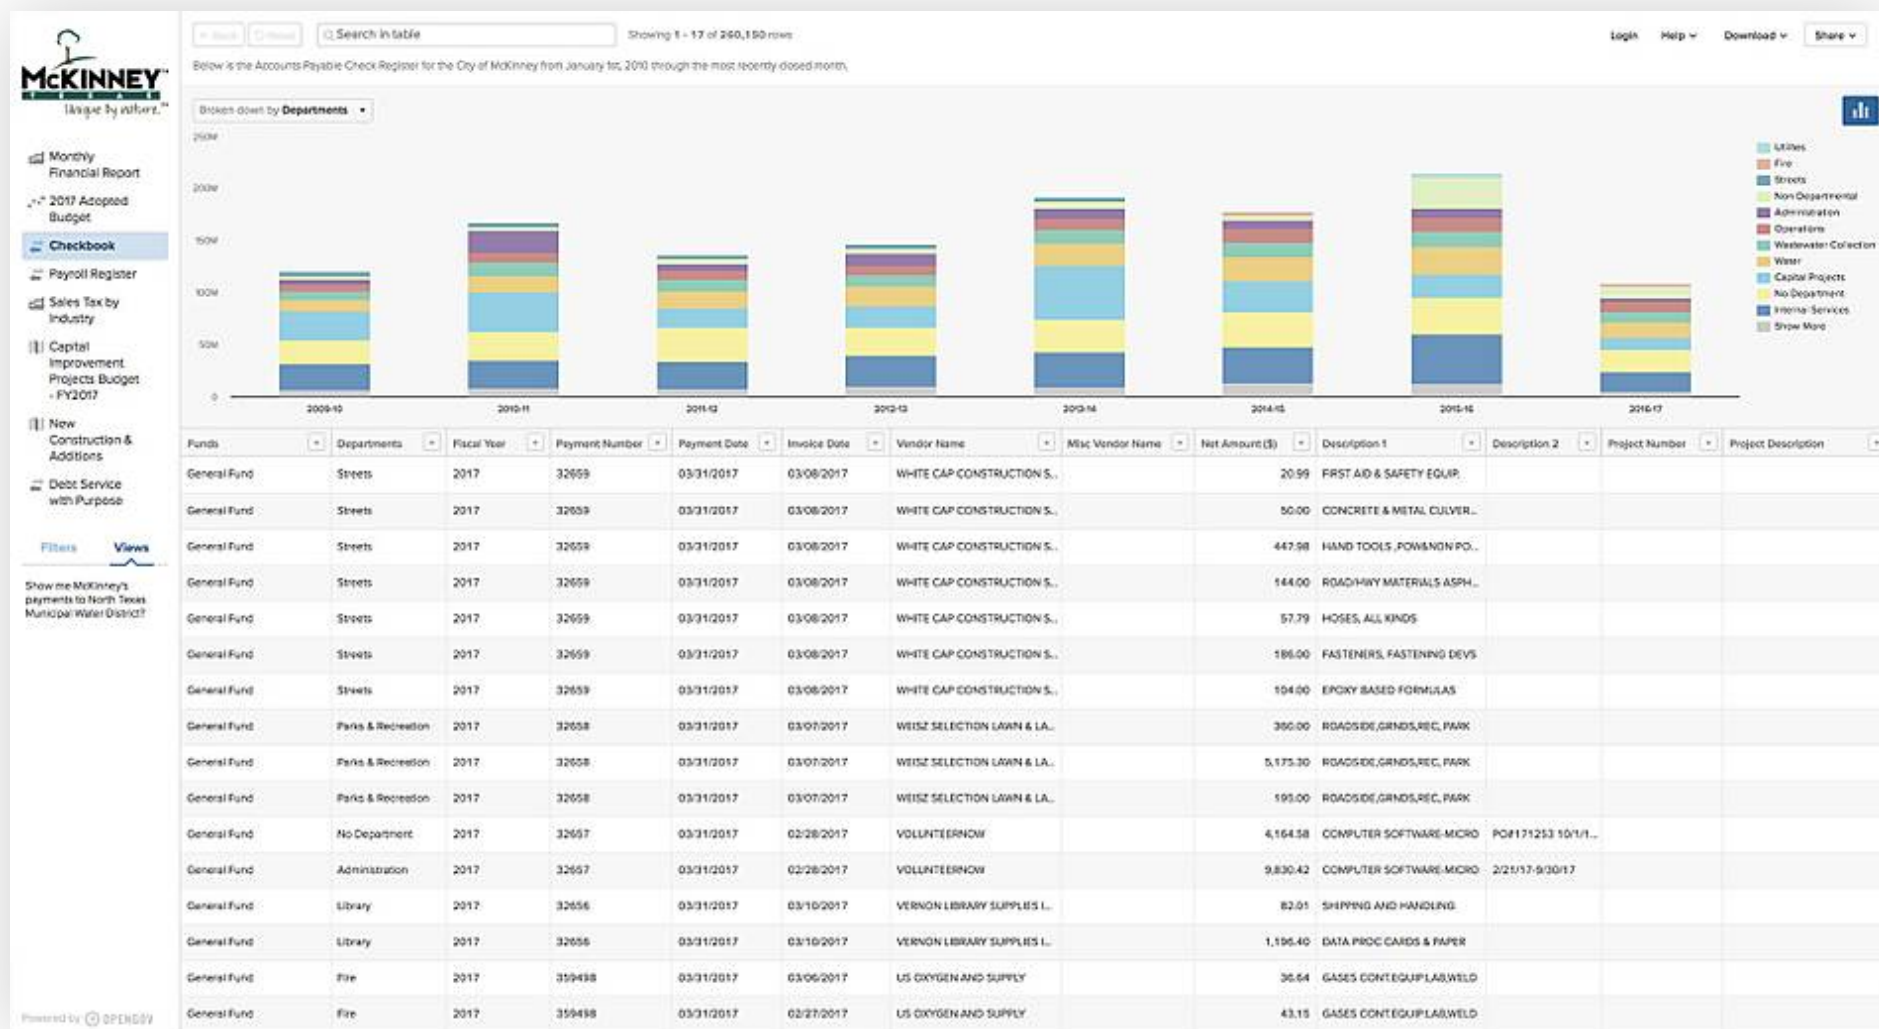 McKINNEY
TEXAS
Unique by nature.™
Monthly
Financial Report
2017 Adopted
Budget
Checkbook
Payroll Register
Sales Tax by
Industry
Capital
Improvement
Projects Budget
- FY2017
New
Construction &
Additions
Debt Service
with Purpose
Filters Views
Show me McKinney's
payments to North Texas
Municipal Water District?
Powered by OPENGOV
Back Reset Search in table Showing 1 - 17 of 260,150 rows Login Help Download Share
Below is the Accounts Payable Check Register for the City of McKinney from January 1st, 2010 through the most recently closed month.
Broken down by Departments
250M
200M
150M
100M
50M
0
2009-10 2010-11 2011-12 2012-13 2013-14 2014-15 2015-16 2016-17
Utilities
Fire
Streets
Non Departmental
Administration
Operations
Wastewater Collection
Water
Capital Projects
No Department
Internal Services
Show More
Funds Departments Fiscal Year Payment Number Payment Date Invoice Date Vendor Name Misc Vendor Name Net Amount ($) Description 1 Description 2 Project Number Project Description
General Fund Streets 2017 32659 03/31/2017 03/08/2017 WHITE CAP CONSTRUCTION S... 20.99 FIRST AID & SAFETY EQUIP.
General Fund Streets 2017 32659 03/31/2017 03/08/2017 WHITE CAP CONSTRUCTION S... 50.00 CONCRETE & METAL CULVER...
General Fund Streets 2017 32659 03/31/2017 03/08/2017 WHITE CAP CONSTRUCTION S... 447.98 HAND TOOLS ,POW&NON PO...
General Fund Streets 2017 32659 03/31/2017 03/08/2017 WHITE CAP CONSTRUCTION S... 144.00 ROAD/HWY MATERIALS ASPH...
General Fund Streets 2017 32659 03/31/2017 03/08/2017 WHITE CAP CONSTRUCTION S... 57.79 HOSES, ALL KINDS
General Fund Streets 2017 32659 03/31/2017 03/08/2017 WHITE CAP CONSTRUCTION S... 186.00 FASTENERS, FASTENING DEVS
General Fund Streets 2017 32659 03/31/2017 03/08/2017 WHITE CAP CONSTRUCTION S... 104.00 EPOXY BASED FORMULAS
General Fund Parks & Recreation 2017 32658 03/31/2017 03/07/2017 WEISZ SELECTION LAWN & LA... 360.00 ROADSIDE,GRNDS,REC, PARK
General Fund Parks & Recreation 2017 32658 03/31/2017 03/07/2017 WEISZ SELECTION LAWN & LA... 5,175.30 ROADSIDE,GRNDS,REC, PARK
General Fund Parks & Recreation 2017 32658 03/31/2017 03/07/2017 WEISZ SELECTION LAWN & LA... 195.00 ROADSIDE,GRNDS,REC, PARK
General Fund No Department 2017 32657 03/31/2017 02/28/2017 VOLUNTEERNOW 4,164.58 COMPUTER SOFTWARE-MICRO PO#171253 10/1/1...
General Fund Administration 2017 32657 03/31/2017 02/28/2017 VOLUNTEERNOW 9,830.42 COMPUTER SOFTWARE-MICRO 2/21/17-9/30/17
General Fund Library 2017 32656 03/31/2017 03/10/2017 VERNON LIBRARY SUPPLIES I... 82.01 SHIPPING AND HANDLING
General Fund Library 2017 32656 03/31/2017 03/10/2017 VERNON LIBRARY SUPPLIES I... 1,196.40 DATA PROC CARDS & PAPER
General Fund Fire 2017 359498 03/31/2017 03/06/2017 US OXYGEN AND SUPPLY 36.64 GASES CONT.EQUIP:LAB,WELD
General Fund Fire 2017 359498 03/31/2017 02/27/2017 US OXYGEN AND SUPPLY 43.15 GASES CONT.EQUIP:LAB,WELD